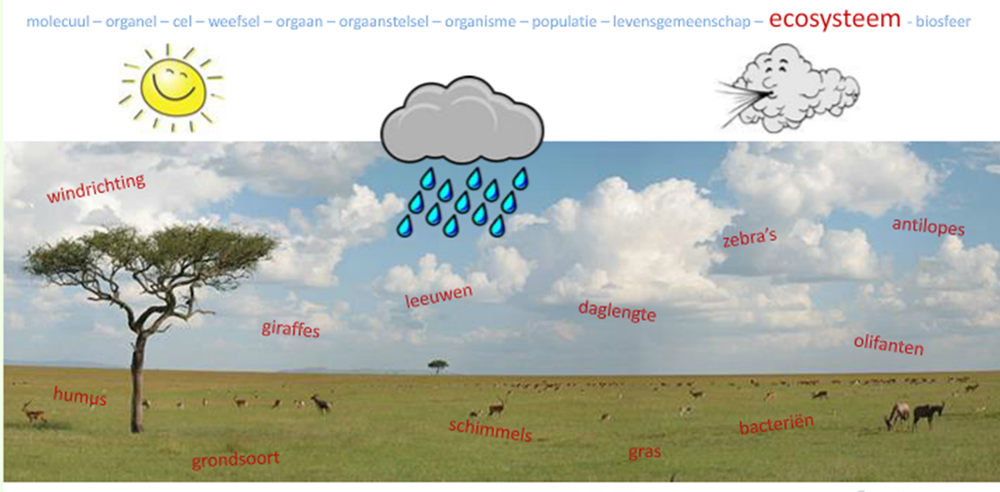 molecuul – organel – cel – weefsel – orgaan – orgaanstelsel – organisme – populatie – levensgemeenschap – ecosysteem - biosfeer
windrichting
zebra's
antilopes
leeuwen
daglengte
giraffes
olifanten
humus
schimmels
bacteriën
grondsoort
gras